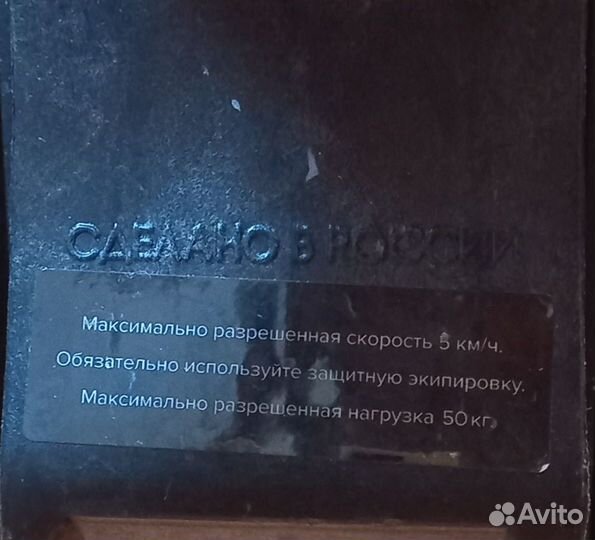 СДЕЛАНО В РОССИИ
Максимально разрешенная скорость 5 км/ч.
Обязательно используйте защитную экипировку.
Максимально разрешенная нагрузка 50 кг.
Avito